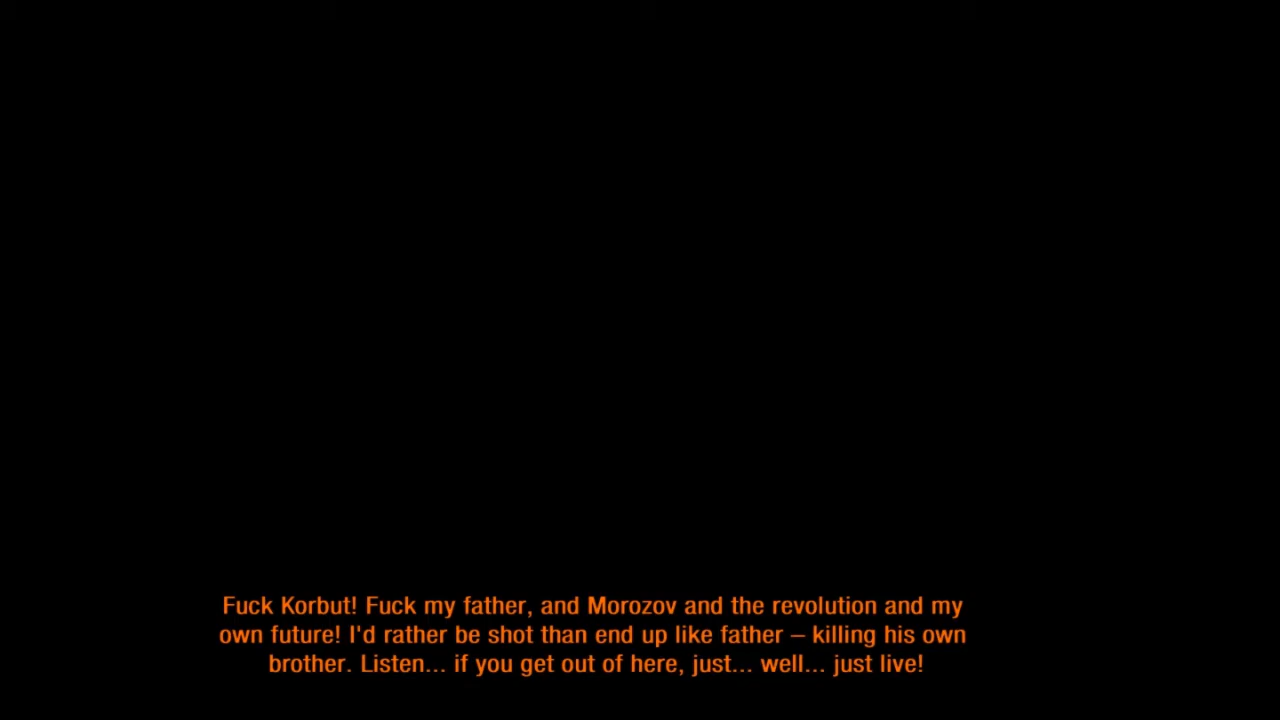 Fuck Korbut! Fuck my father, and Morozov and the revolution and my
own future! I'd rather be shot than end up like father – killing his own
brother. Listen... if you get out of here, just... well... just live!